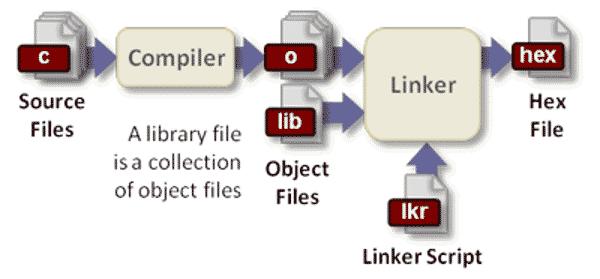 c
Source
Files
Compiler
A library file
is a collection
of object files
o
lib
Object
Files
Linker
lkr
Linker Script
hex
Hex
File